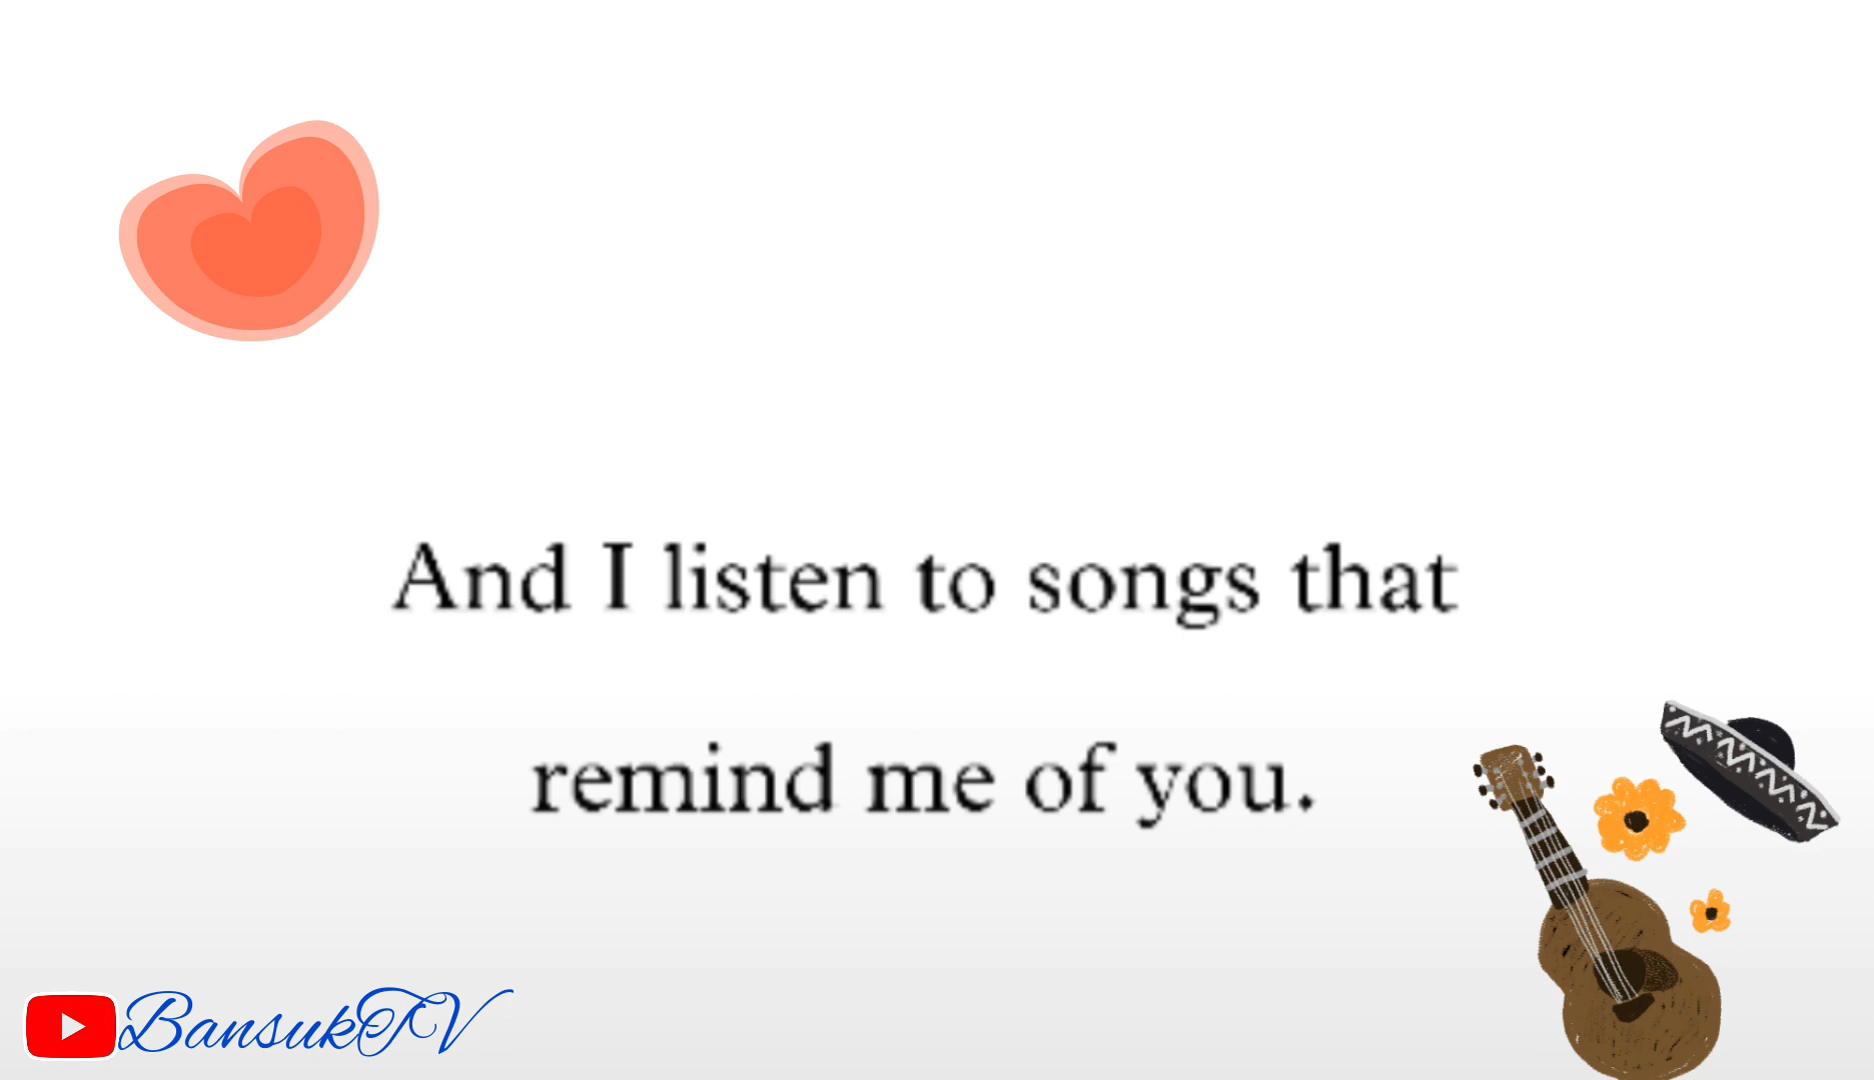 And I listen to songs that
remind me of you.
BansukTV